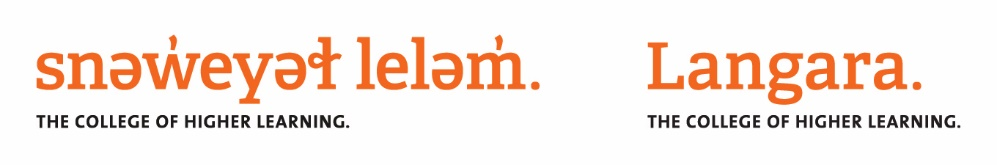 snəw̓eyəɬ leləm̓.
THE COLLEGE OF HIGHER LEARNING.
Langara.
THE COLLEGE OF HIGHER LEARNING.